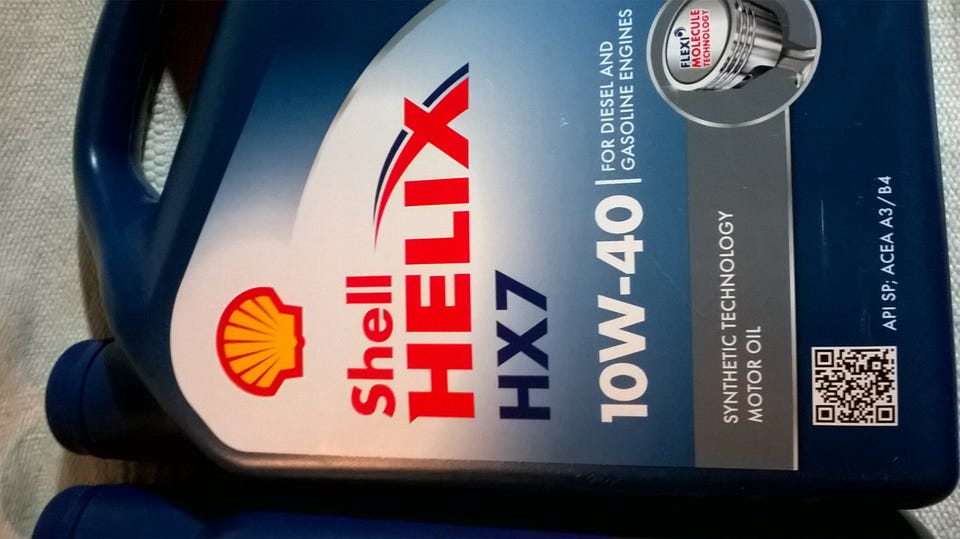 Shell
HELIX
HX7
10W-40
FOR DIESEL AND
GASOLINE ENGINES
FLEXI
MOLECULE
TECHNOLOGY
SYNTHETIC TECHNOLOGY
MOTOR OIL
API SP; ACEA A3/B4